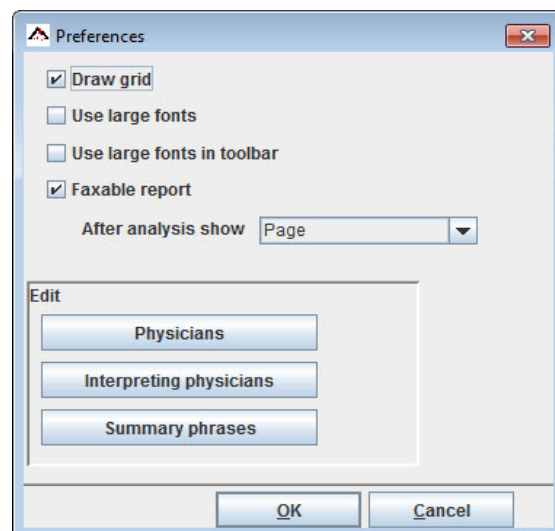 Preferences
Draw grid
Use large fonts
Use large fonts in toolbar
Faxable report
After analysis show Page
Edit
Physicians
Interpreting physicians
Summary phrases
OK Cancel